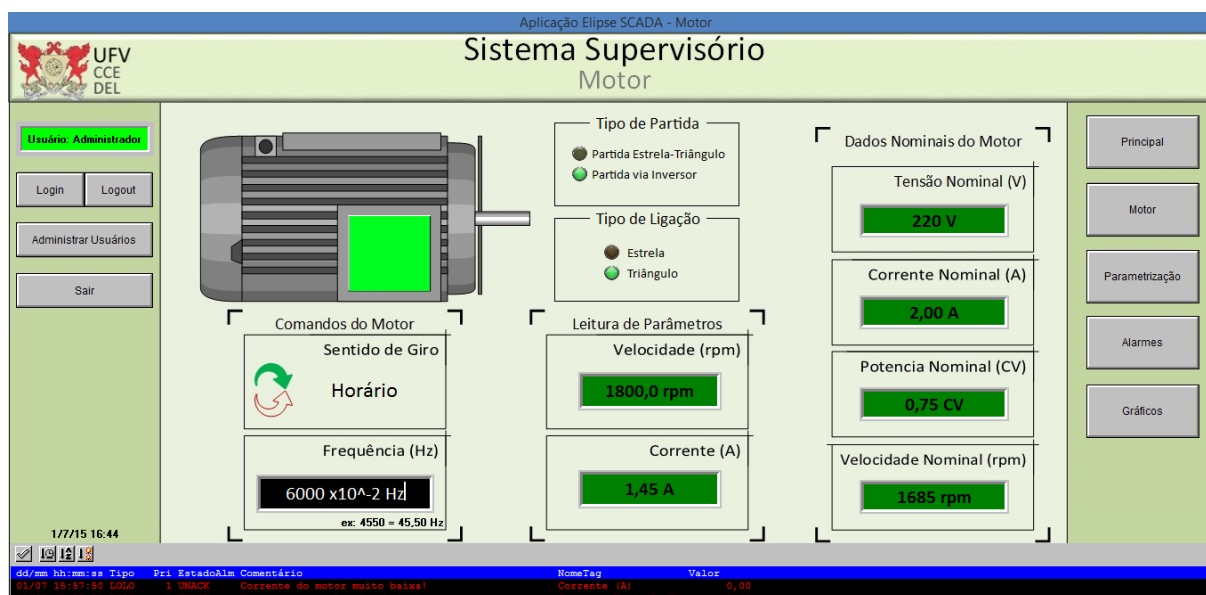 Aplicação Elipse SCADA - Motor
UFV
CCE
DEL
Sistema Supervisório
Motor
Usuário: Administrador
Login
Logout
Administrar Usuários
Sair
1/7/15 16:44
Tipo de Partida
Partida Estrela-Triângulo
Partida via Inversor
Tipo de Ligação
Estrela
Triângulo
Comandos do Motor
Sentido de Giro
Horário
Frequência (Hz)
6000 x10^-2 Hz
ex: 4550 = 45,50 Hz
Leitura de Parâmetros
Velocidade (rpm)
1800,0 rpm
Corrente (A)
1,45 A
Dados Nominais do Motor
Tensão Nominal (V)
220 V
Corrente Nominal (A)
2,00 A
Potencia Nominal (CV)
0,75 CV
Velocidade Nominal (rpm)
1685 rpm
Principal
Motor
Parametrização
Alarmes
Gráficos
dd/mm hh:mm:ss Tipo Pri EstadoAlm Comentário NomeTag Valor
01/07 15:57:50 LOLO 1 UNACK Corrente do motor muito baixa! Corrente (A) 0,00